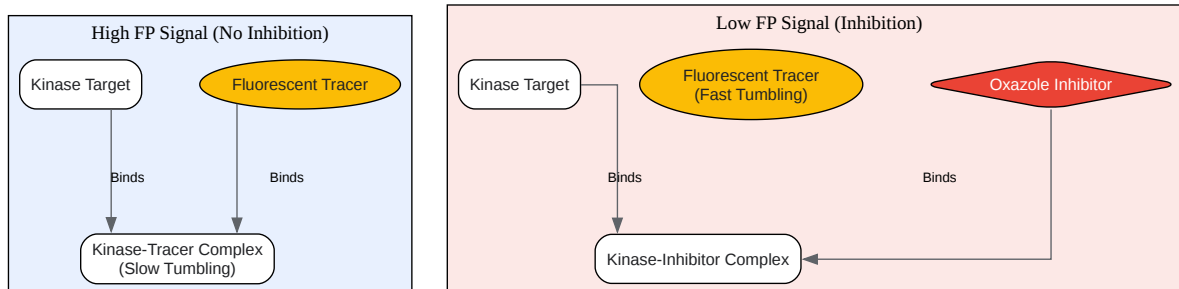 High FP Signal (No Inhibition)
Kinase Target
Fluorescent Tracer
Binds
Binds
Kinase-Tracer Complex
(Slow Tumbling)
Low FP Signal (Inhibition)
Kinase Target
Fluorescent Tracer
(Fast Tumbling)
Oxazole Inhibitor
Binds
Binds
Kinase-Inhibitor Complex